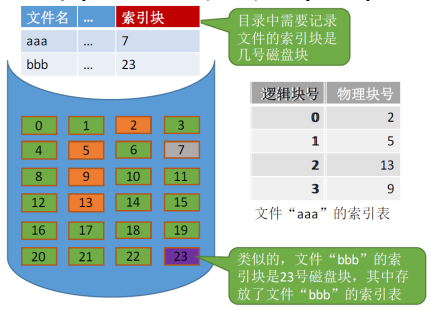 文件名 … 索引块
aaa … 7
bbb … 23
目录中需要记录
文件的索引块是
几号磁盘块
0 1 2 3
4 5 6 7
8 9 10 11
12 13 14 15
16 17 18 19
20 21 22 23
逻辑块号 物理块号
0 2
1 5
2 13
3 9
文件“aaa”的索引表
类似的，文件“bbb”的索
引块是23号磁盘块，其中存
放了文件“bbb”的索引表